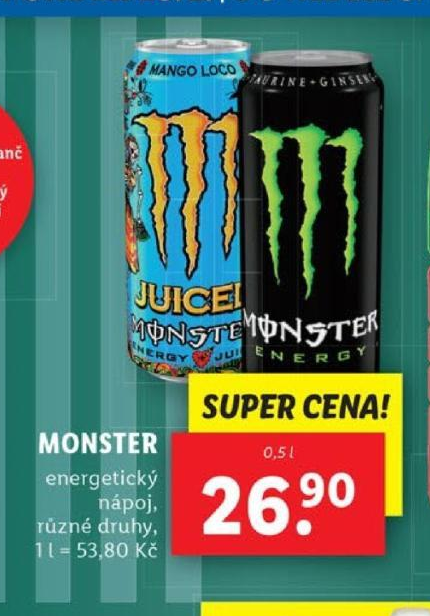 MANGO LOCO
TAURINE+GINSENG
JUICED
MONSTER
ENERGY
MONSTER
ENERGY
SUPER CENA!
MONSTER
energetický
nápoj,
různé druhy,
1 l = 53,80 Kč
0,5 l
26.90